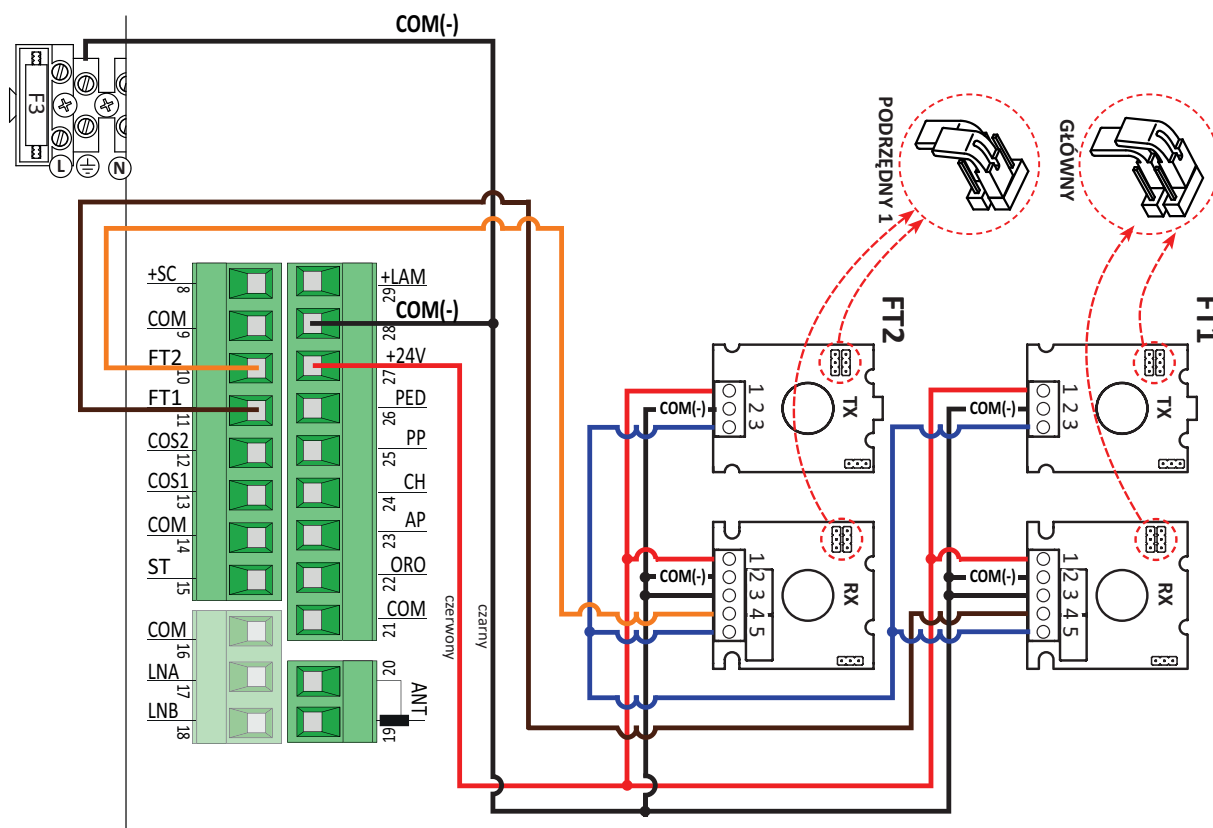 COM(-)
F3
L
N
PODRZĘDNY 1
GŁÓWNY
+SC
8
COM
9
FT2
10
FT1
11
COS2
12
COS1
13
COM
14
ST
15
COM
16
LNA
17
LNB
18
+LAM
29
COM(-)
28
+24V
27
PED
26
PP
25
CH
24
AP
23
ORO
22
COM
21
20
ANT
19
czerwony
czarny
FT2
FT1
1
2
3
COM(-)
TX
1
2
3
COM(-)
TX
1
2
3
4
5
COM(-)
RX
1
2
3
4
5
COM(-)
RX